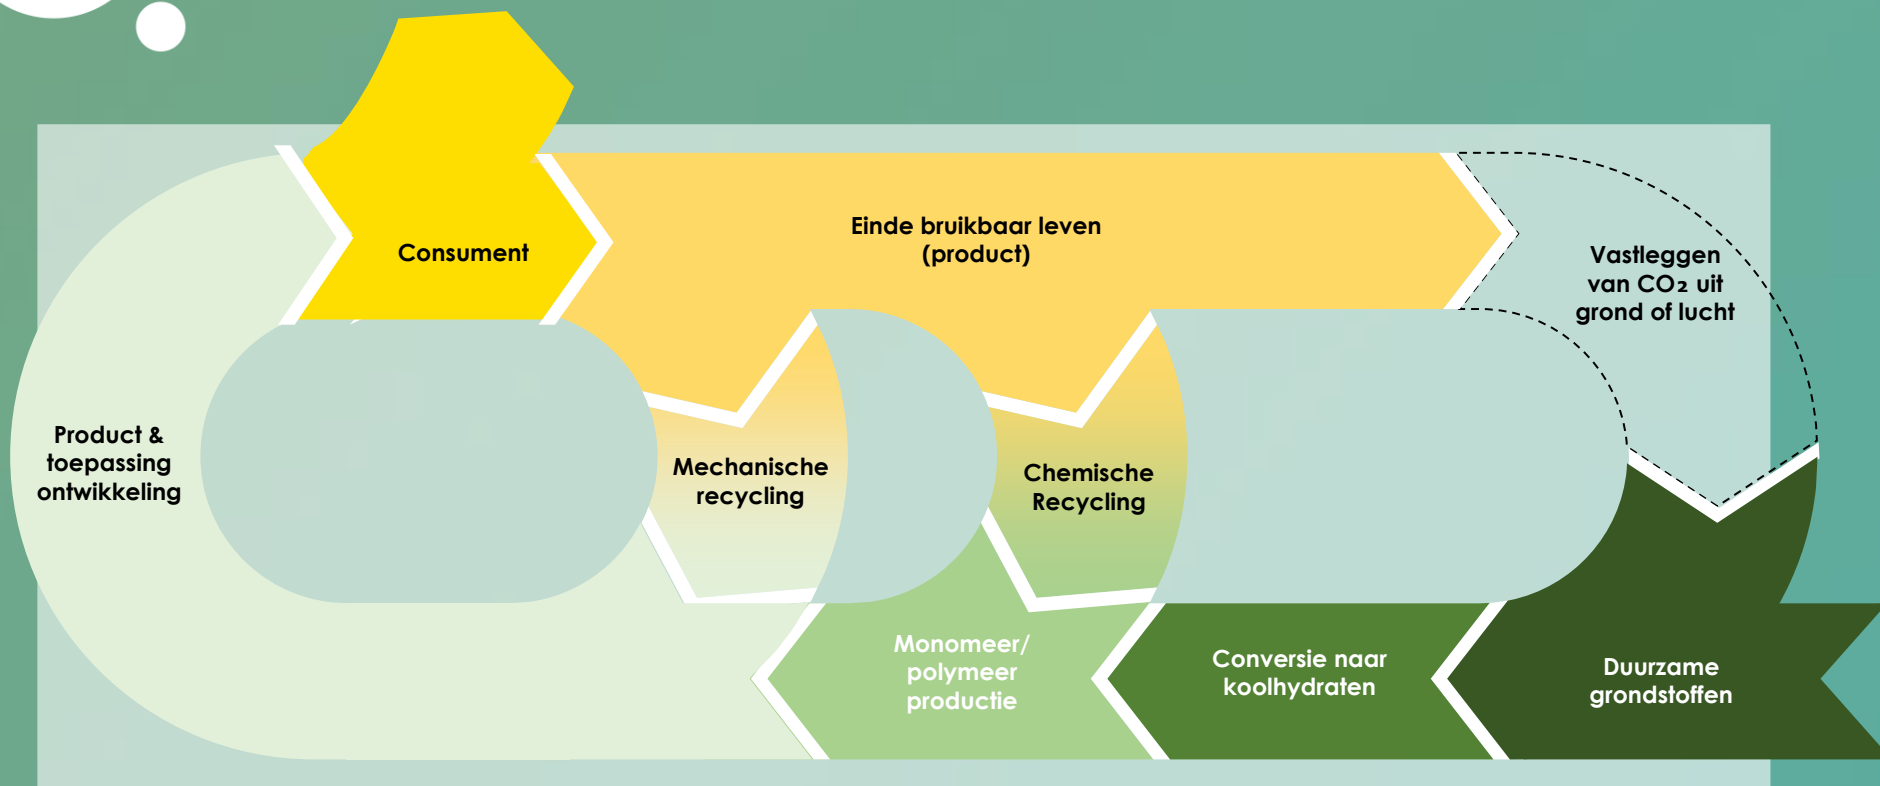 Consument
Einde bruikbaar leven
(product)
Vastleggen
van CO₂ uit
grond of lucht
Product &
toepassing
ontwikkeling
Mechanische
recycling
Chemische
Recycling
Monomeer/
polymeer
productie
Conversie naar
koolhydraten
Duurzame
grondstoffen